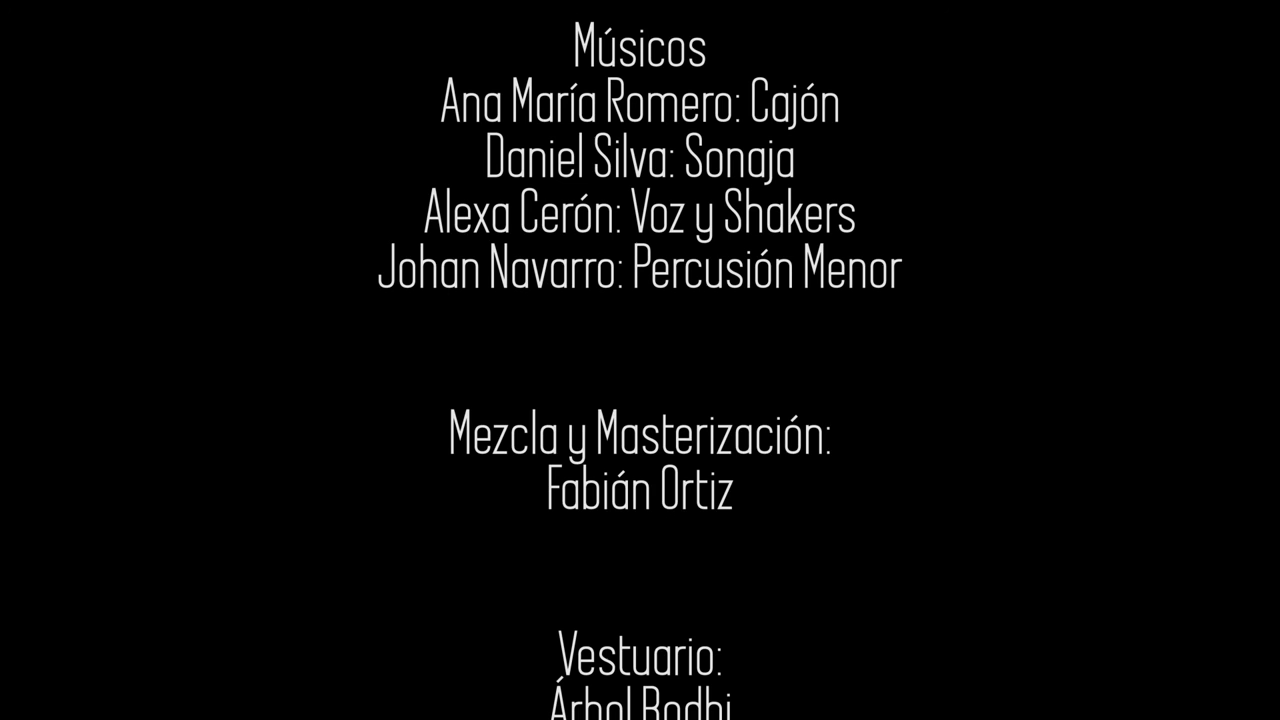 Músicos
Ana María Romero: Cajón
Daniel Silva: Sonaja
Alexa Cerón: Voz y Shakers
Johan Navarro: Percusión Menor
Mezcla y Masterización:
Fabián Ortiz
Vestuario:
Árbol Bodhi